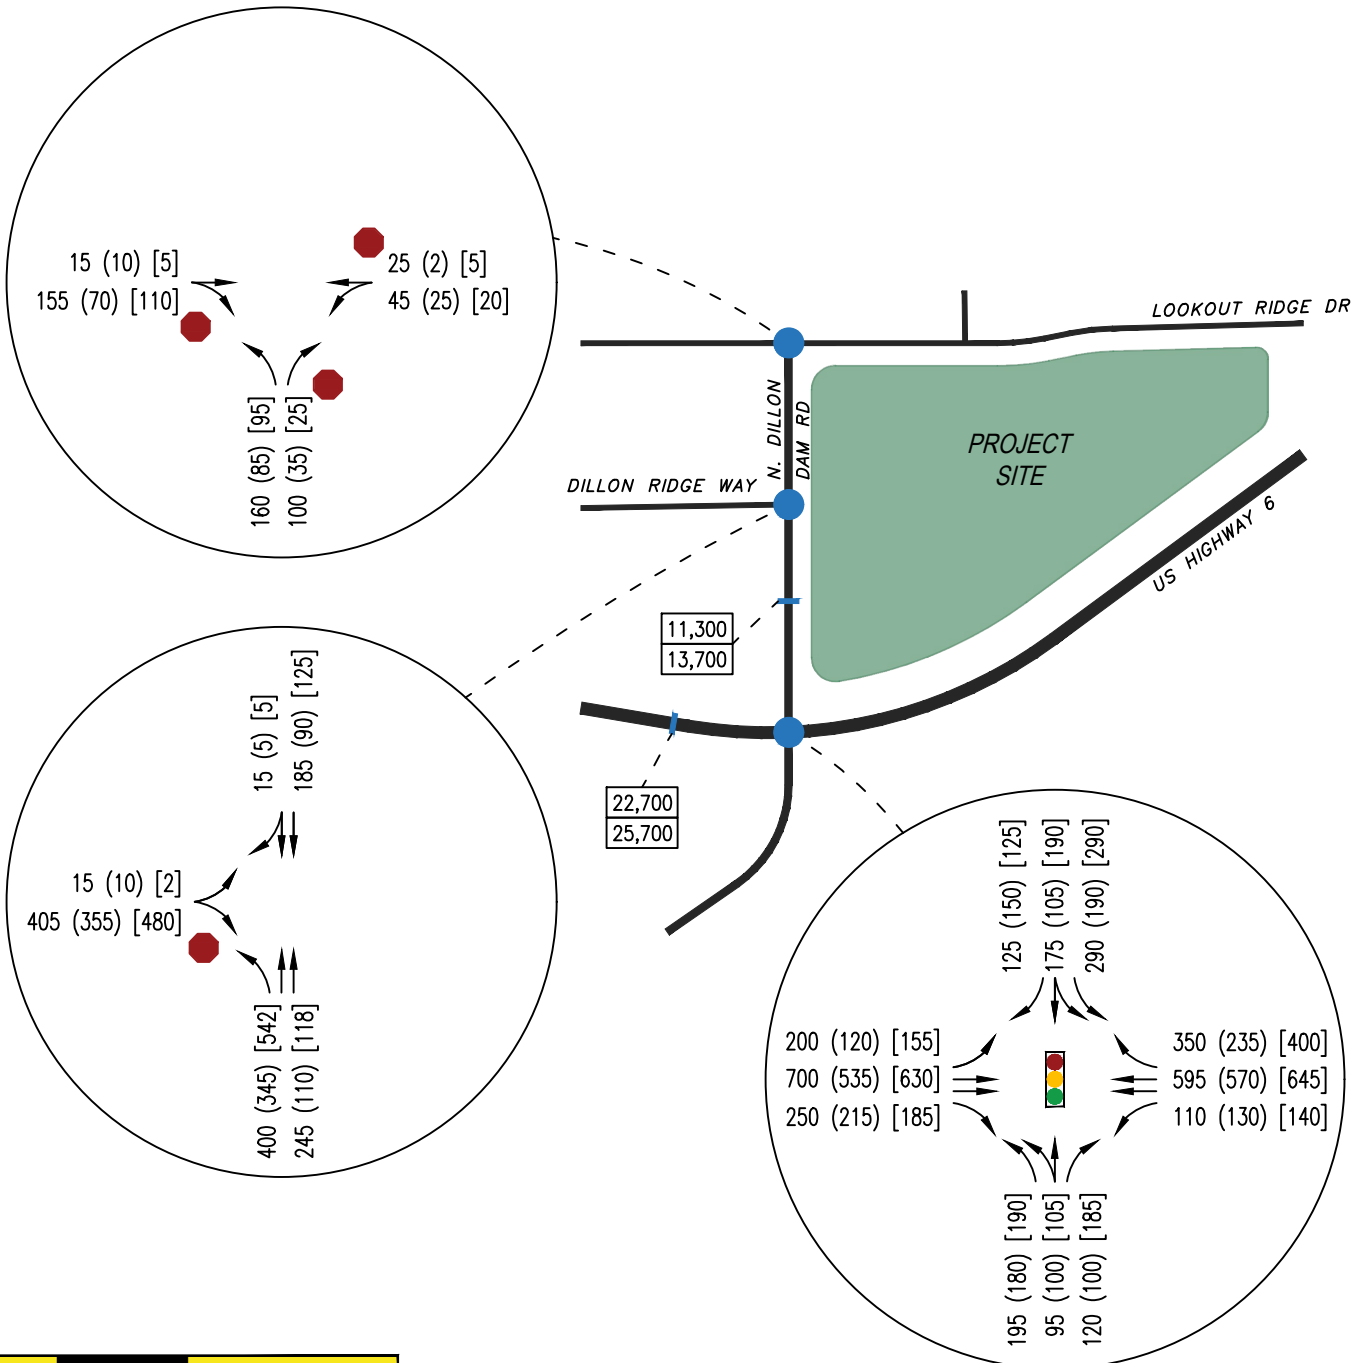 15 (10) [5]
155 (70) [110]
25 (2) [5]
45 (25) [20]
160 (85) [95]
100 (35) [25]
LOOKOUT RIDGE DR
N. DILLON
DAM RD
PROJECT
SITE
DILLON RIDGE WAY
US HIGHWAY 6
11,300
13,700
22,700
25,700
15 (5) [5]
185 (90) [125]
15 (10) [2]
405 (355) [480]
400 (345) [542]
245 (110) [118]
125 (150) [125]
175 (105) [190]
290 (190) [290]
200 (120) [155]
700 (535) [630]
250 (215) [185]
350 (235) [400]
595 (570) [645]
110 (130) [140]
195 (180) [190]
95 (100) [105]
120 (100) [185]